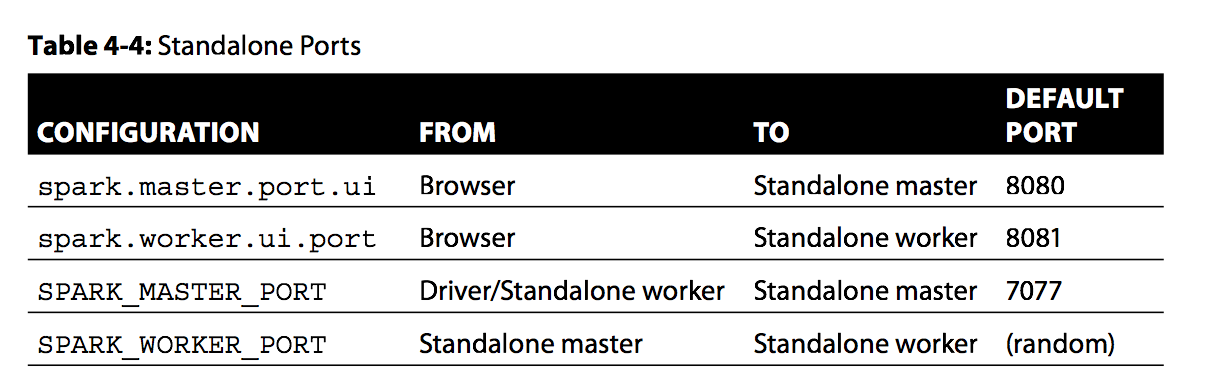 Table 4-4: Standalone Ports
CONFIGURATION FROM TO DEFAULT PORT
spark.master.port.ui Browser Standalone master 8080
spark.worker.ui.port Browser Standalone worker 8081
SPARK_MASTER_PORT Driver/Standalone worker Standalone master 7077
SPARK_WORKER_PORT Standalone master Standalone worker (random)